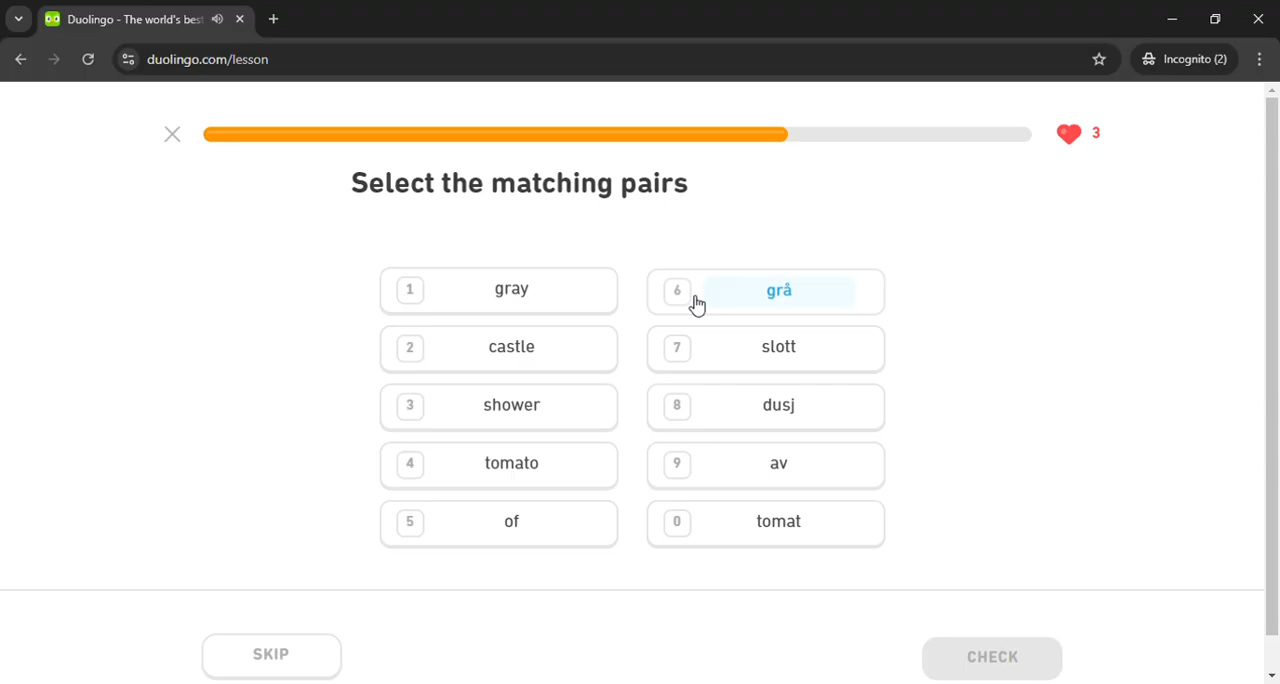 Duolingo - The world's bes
duolingo.com/lesson
Incognito (2)
3
Select the matching pairs
1 gray
6 grå
2 castle
7 slott
3 shower
8 dusj
4 tomato
9 av
5 of
0 tomat
SKIP
CHECK